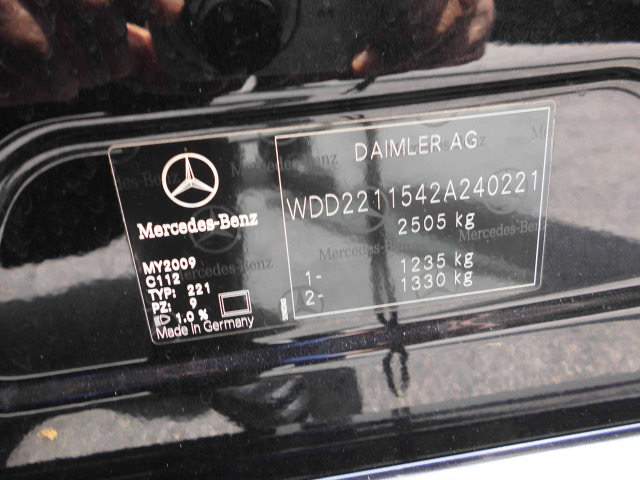 Mercedes-Benz
MY2009
C112
TYP: 221
PZ: 9
1.0 %
Made in Germany
DAIMLER AG
WDD2211542A240221
2505 kg
1- 1235 kg
2- 1330 kg